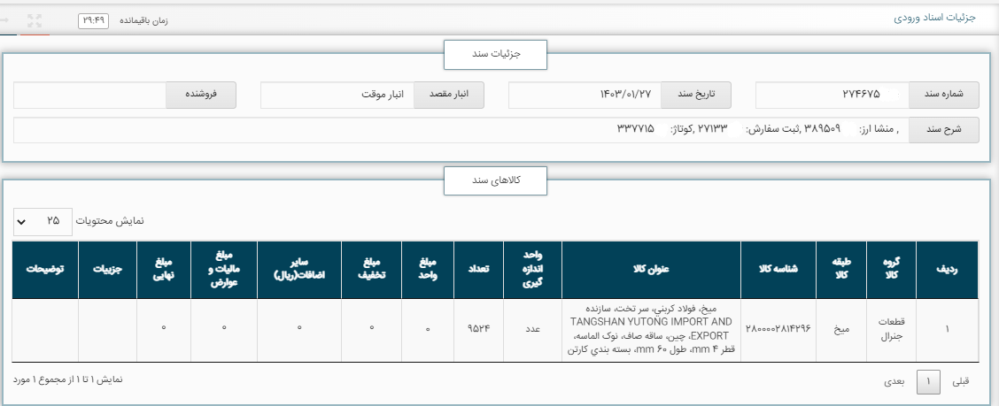 جزئیات اسناد ورودی
زمان باقیمانده ۲۹:۴۹
جزئیات سند
شماره سند ۲۷۴۶۷۵ تاریخ سند ۱۴۰۳/۰۱/۲۷ انبار مقصد انبار موقت فروشنده
شرح سند , منشا ارز: ۳۸۹۵۰۹ ,ثبت سفارش: ۲۷۱۳۳ ,کوتاژ: ۳۳۷۷۱۵
کالاهای سند
نمایش محتویات ۲۵
ردیف گروه کالا طبقه کالا شناسه کالا عنوان کالا واحد اندازه گیری تعداد مبلغ واحد مبلغ تخفیف سایر اضافات(ریال) مبلغ مالیات و عوارض مبلغ نهایی جزییات توضیحات
۱ قطعات جنرال میخ ۲۸۰۰۰۰۲۸۱۴۲۹۶ میخ، فولاد کربني، سر تخت، سازنده
TANGSHAN YUTONG IMPORT AND
EXPORT، چین، ساقه صاف، نوک الماسه،
قطر ۴ mm، طول ۶۰ mm، بسته بندي کارتن
عدد ۹۵۲۴ ۰ ۰ ۰ ۰ ۰
قبلی ۱ بعدی
نمایش ۱ تا ۱ از مجموع ۱ مورد